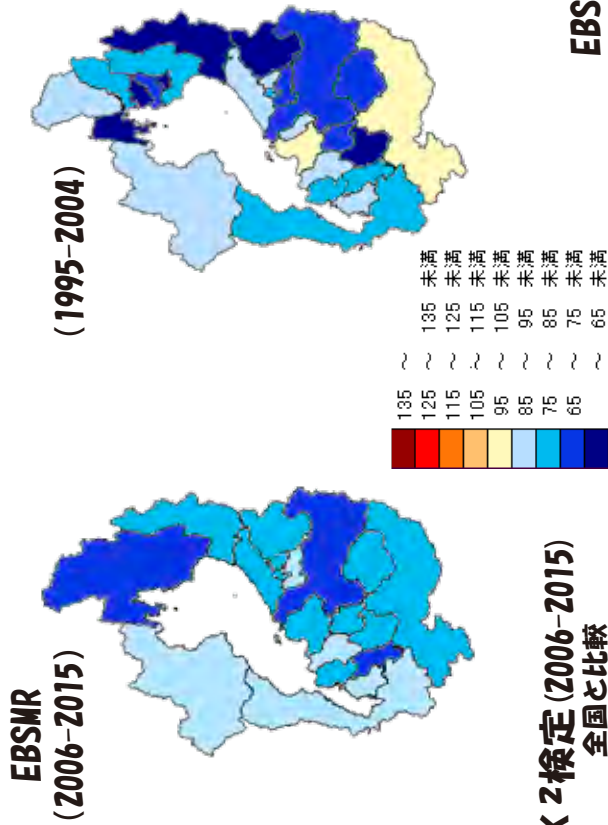 EBSMR
(2006-2015)
(1995-2004)
135 ～
125 ～ 135 未満
115 ～ 125 未満
105 ～ 115 未満
95 ～ 105 未満
85 ～ 95 未満
75 ～ 85 未満
65 ～ 75 未満
～ 65 未満
2検定(2006-2015)
全国と比較
EBS